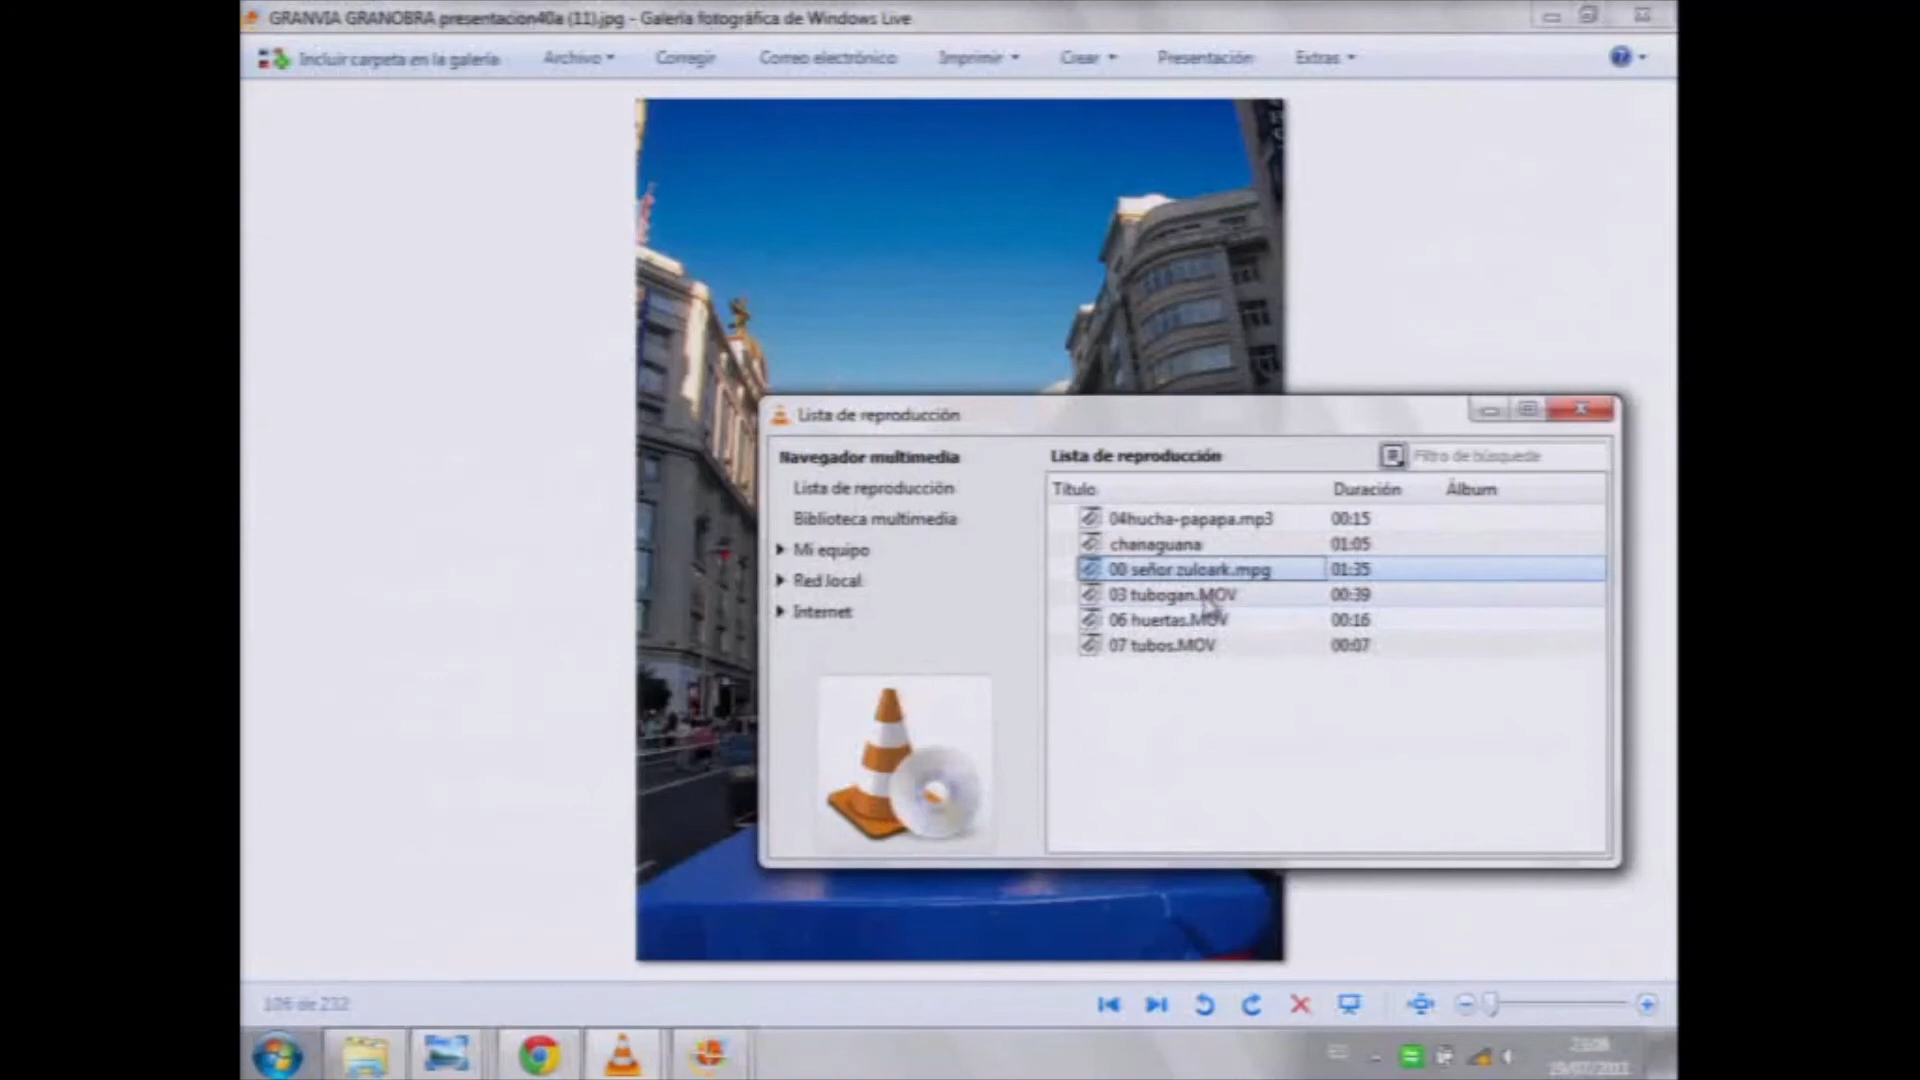 GRANVIA GRANOBRA presentacion40a (11).jpg - Galería fotográfica de Windows Live
Incluir carpeta en la galería Archivo Corregir Correo electrónico Imprimir Crear Presentación Extras
Lista de reproducción
Navegador multimedia
Lista de reproducción
Biblioteca multimedia
Mi equipo
Red local
Internet
Lista de reproducción Filtro de búsqueda
Título Duración Álbum
04hucha-papapa.mp3 00:15
chanaguana 01:05
00 señor zuloark.mpg 01:35
03 tubogan.MOV 00:39
06 huertas.MOV 00:16
07 tubos.MOV 00:07
106 de 232